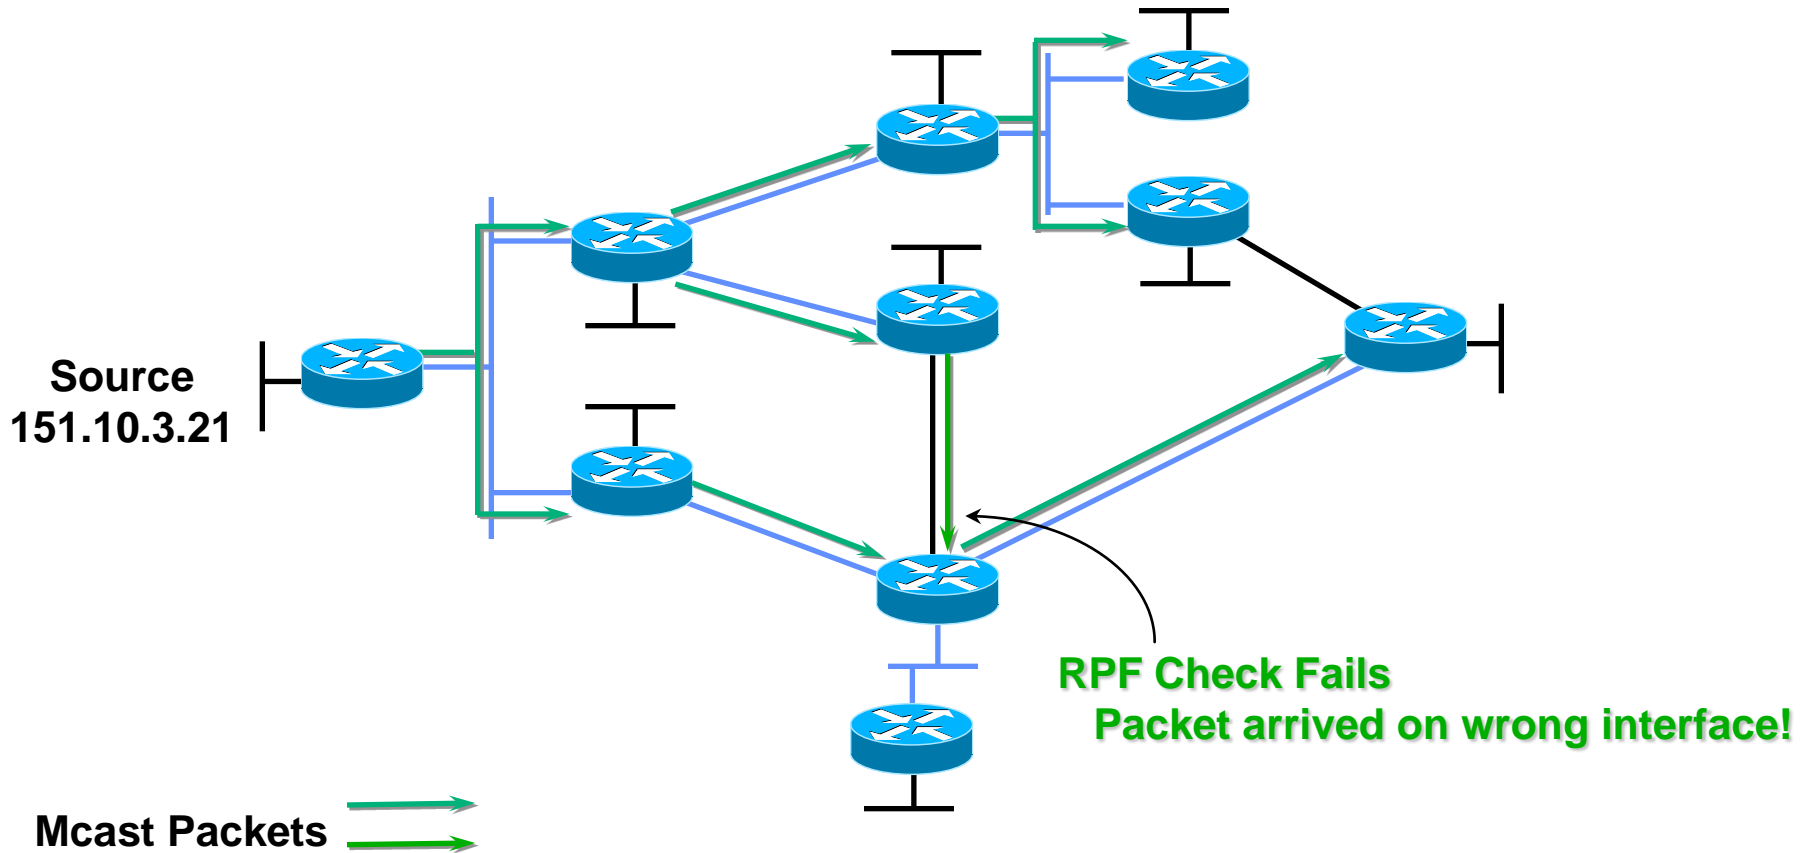 Source
151.10.3.21
RPF Check Fails
Packet arrived on wrong interface!
Mcast Packets